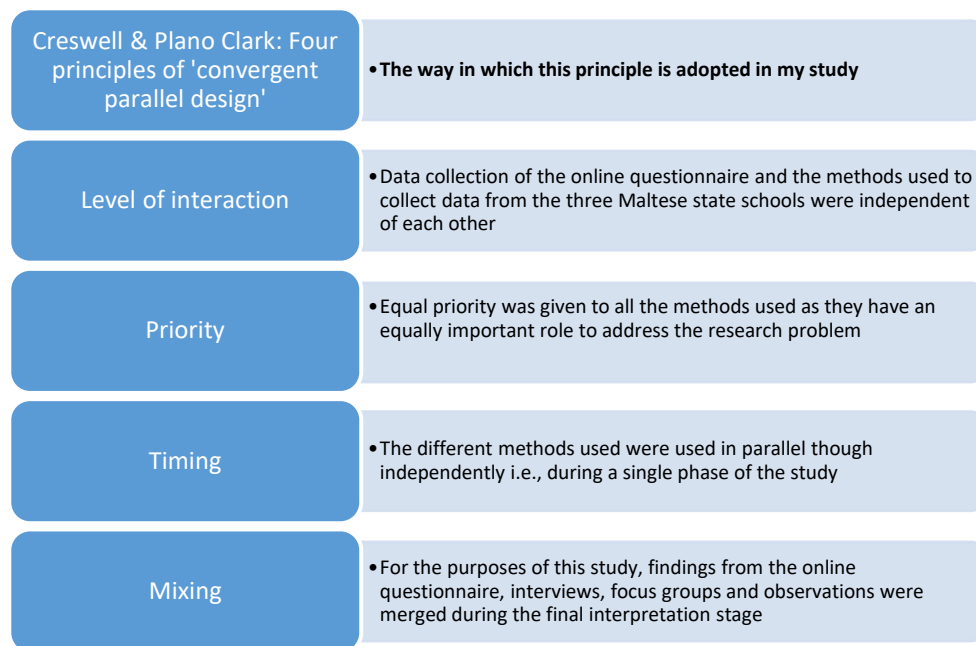 Creswell & Plano Clark: Four
principles of 'convergent
parallel design'
•The way in which this principle is adopted in my study
Level of interaction
•Data collection of the online questionnaire and the methods used to
collect data from the three Maltese state schools were independent
of each other
Priority
•Equal priority was given to all the methods used as they have an
equally important role to address the research problem
Timing
•The different methods used were used in parallel though
independently i.e., during a single phase of the study
Mixing
•For the purposes of this study, findings from the online
questionnaire, interviews, focus groups and observations were
merged during the final interpretation stage